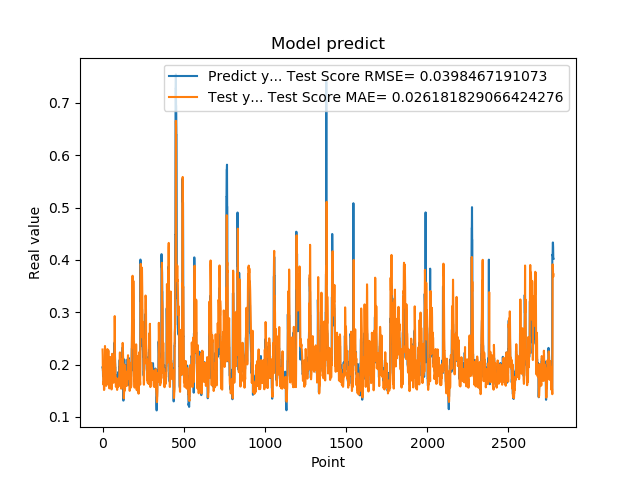 Model predict
Predict y... Test Score RMSE= 0.0398467191073
Test y... Test Score MAE= 0.026181829066424276
0.7
0.6
0.5
0.4
0.3
0.2
0.1
Real value
0 500 1000 1500 2000 2500
Point